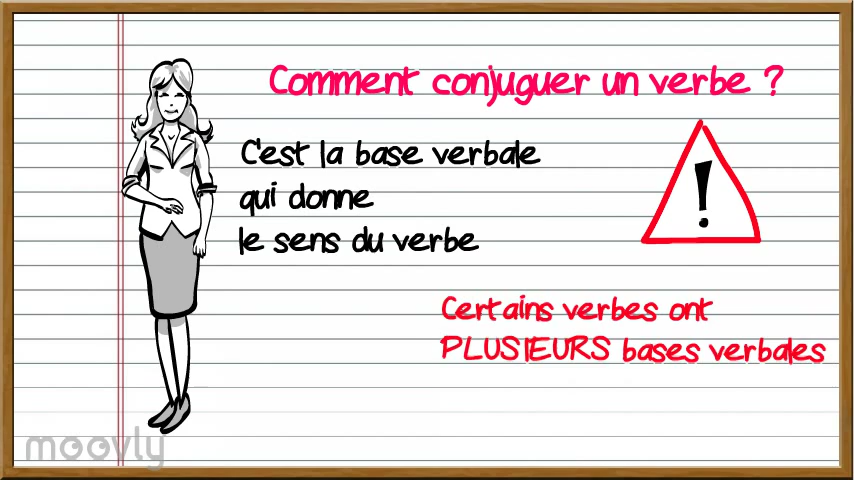 Comment conjuguer un verbe ?
C'est la base verbale
qui donne
le sens du verbe
!
Certains verbes ont
PLUSIEURS bases verbales
moovly